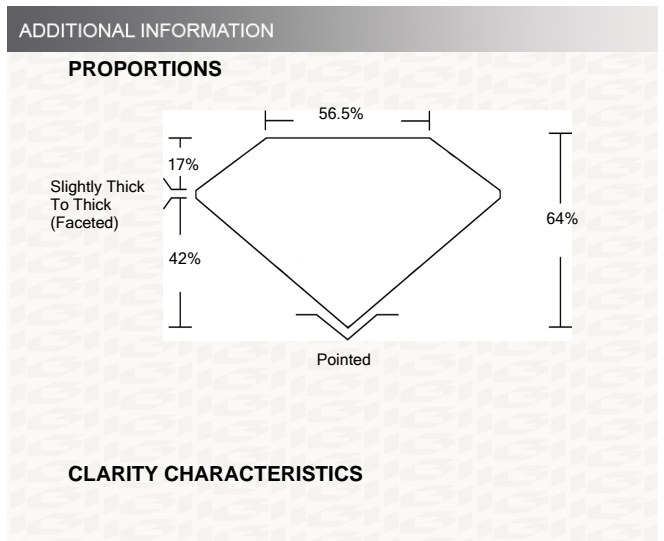 ADDITIONAL INFORMATION
PROPORTIONS
56.5%
17%
Slightly Thick
To Thick
(Faceted)
64%
42%
Pointed
CLARITY CHARACTERISTICS